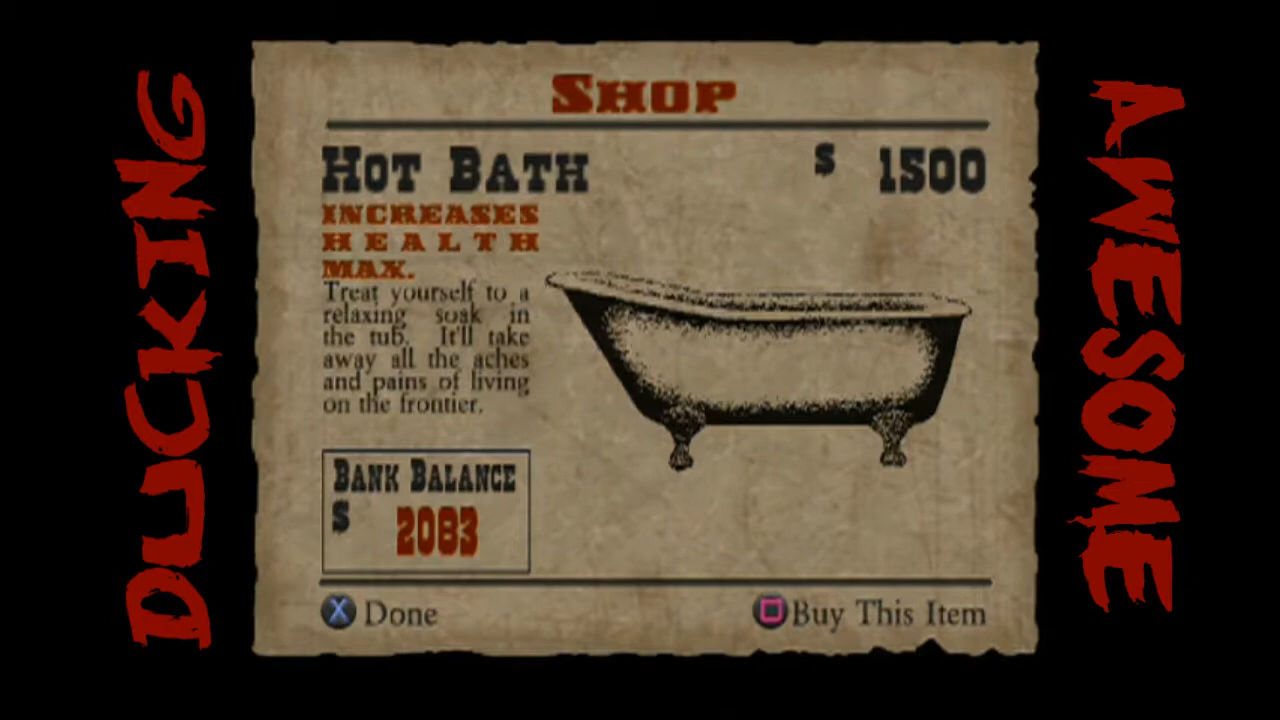 DUCKING
SHOP
HOT BATH $ 1500
INCREASES
HEALTH
MAX.
Treat yourself to a
relaxing soak in
the tub. It'll take
away all the aches
and pains of living
on the frontier.
BANK BALANCE
$ 2083
X Done
Buy This Item
AWESOME